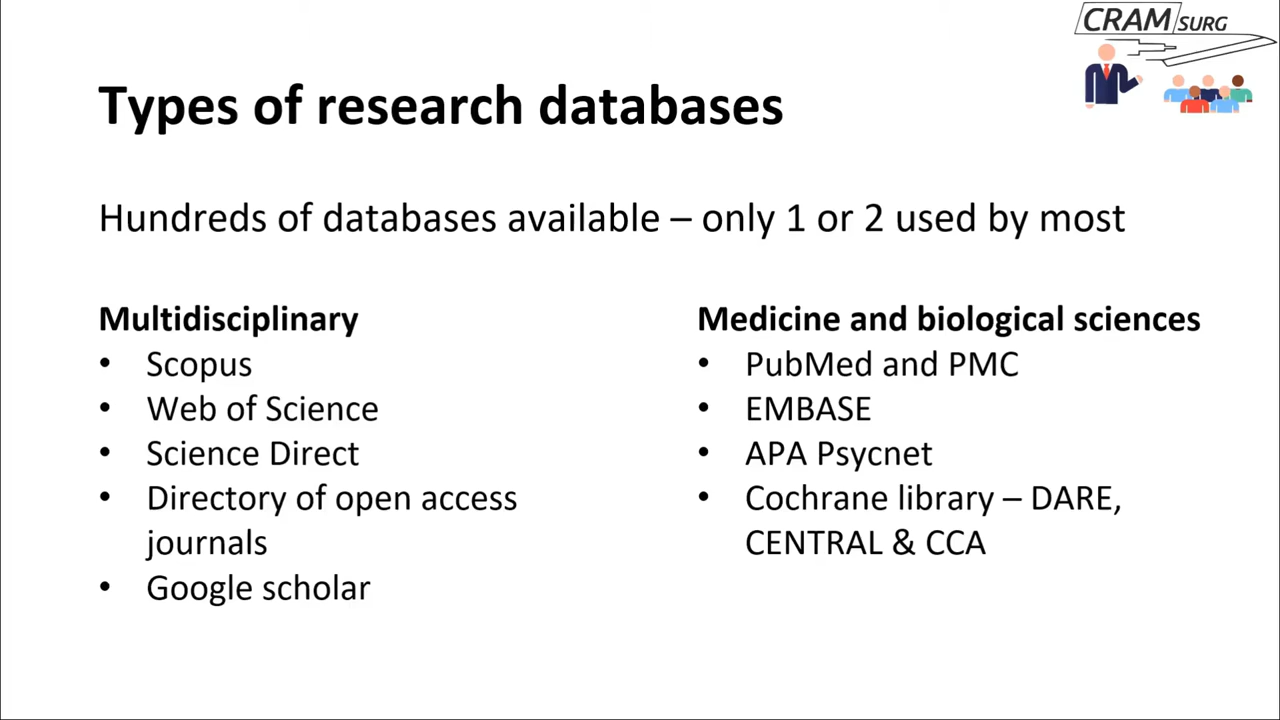 CRAM SURG
Types of research databases
Hundreds of databases available – only 1 or 2 used by most
Multidisciplinary
• Scopus
• Web of Science
• Science Direct
• Directory of open access
journals
• Google scholar
Medicine and biological sciences
• PubMed and PMC
• EMBASE
• APA Psycnet
• Cochrane library – DARE,
CENTRAL & CCA